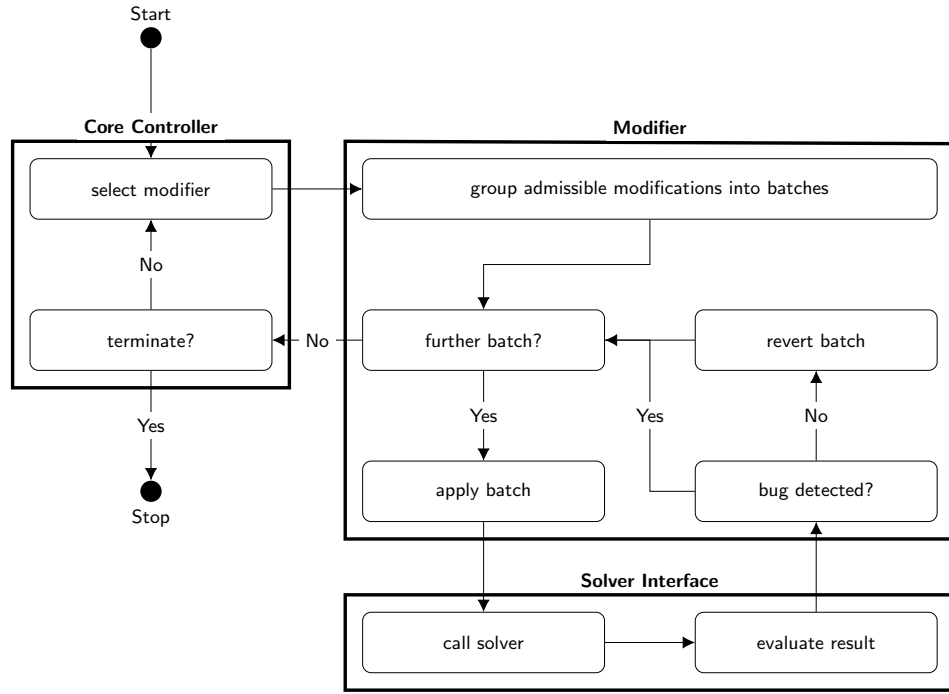 Start
Core Controller
Modifier
select modifier
group admissible modifications into batches
No
terminate?
No
further batch?
revert batch
Yes
Yes
Yes
No
apply batch
bug detected?
Stop
Solver Interface
call solver
evaluate result